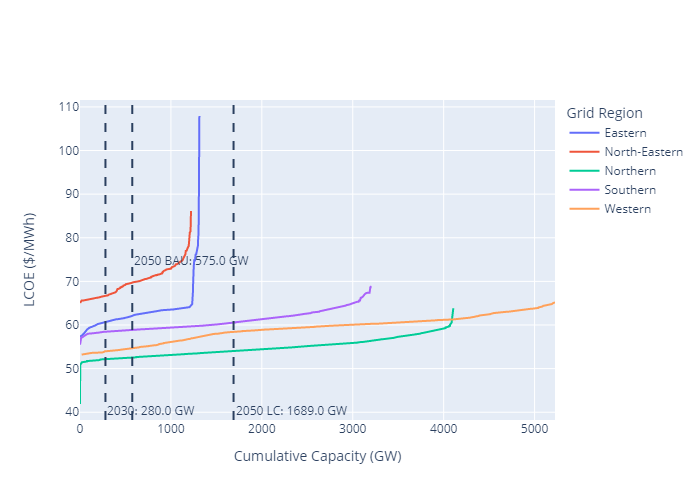 110
100
90
80
70
60
50
40
LCOE ($/MWh)
2050 BAU: 575.0 GW
2030: 280.0 GW
2050 LC: 1689.0 GW
0
1000
2000
3000
4000
5000
Cumulative Capacity (GW)
Grid Region
Eastern
North-Eastern
Northern
Southern
Western